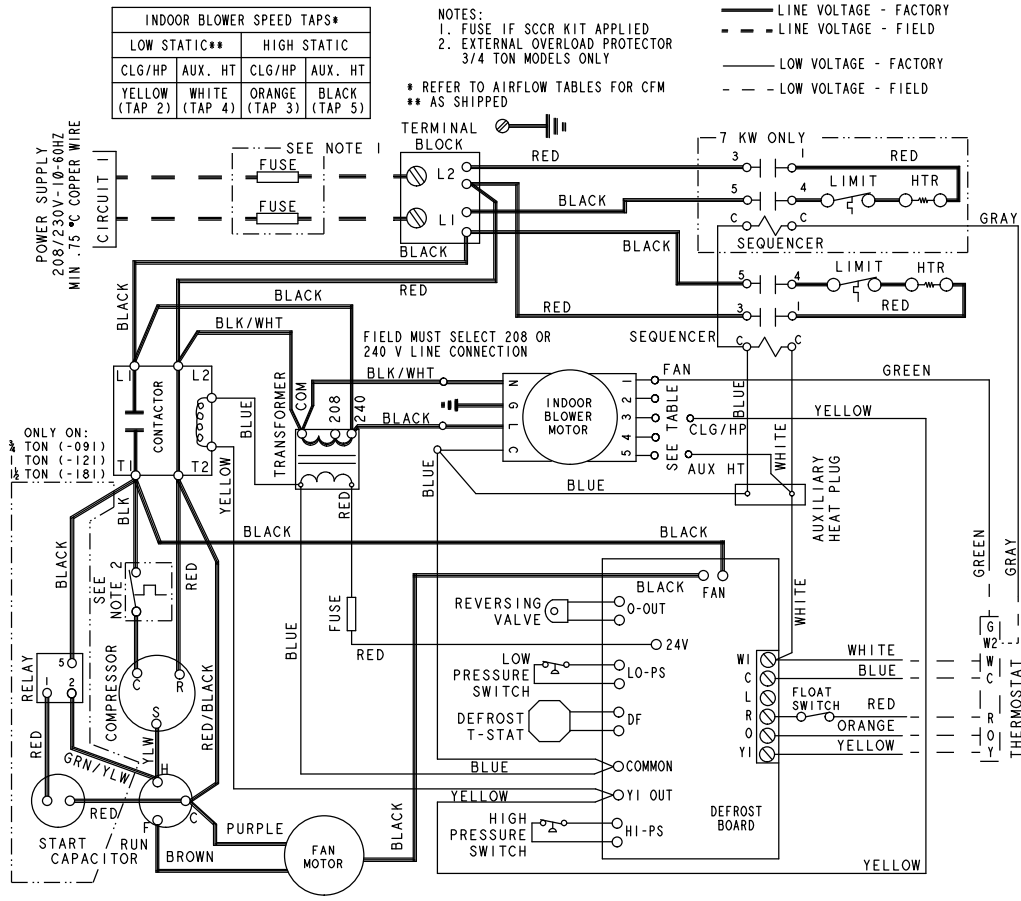 INDOOR BLOWER SPEED TAPS*
LOW STATIC** HIGH STATIC
CLG/HP AUX. HT CLG/HP AUX. HT
YELLOW WHITE ORANGE BLACK
(TAP 2) (TAP 4) (TAP 3) (TAP 5)
NOTES:
1. FUSE IF SCCR KIT APPLIED
2. EXTERNAL OVERLOAD PROTECTOR
3/4 TON MODELS ONLY
* REFER TO AIRFLOW TABLES FOR CFM
** AS SHIPPED
LINE VOLTAGE - FACTORY
LINE VOLTAGE - FIELD
LOW VOLTAGE - FACTORY
LOW VOLTAGE - FIELD
POWER SUPPLY
208/230V-1Ø-60HZ
MIN .75 °C COPPER WIRE
CIRCUIT 1
SEE NOTE 1
FUSE
FUSE
TERMINAL
BLOCK
L2
L1
RED
BLACK
BLACK
RED
BLACK
RED
7 KW ONLY
3 1
RED
5 4
LIMIT HTR
C C
SEQUENCER
GRAY
5 4
LIMIT HTR
3 1
RED
SEQUENCER
C C
BLACK
BLACK
BLK/WHT
FIELD MUST SELECT 208 OR
240 V LINE CONNECTION
L1 L2
CONTACTOR
T1 T2
BLUE
YELLOW
TRANSFORMER
COM
208
240
RED
BLK/WHT
BLACK
N
G
L
C
INDOOR
BLOWER
MOTOR
1
2
3
4
5
FAN
SEE TABLE
CLG/HP
AUX HT
GREEN
YELLOW
BLUE
WHITE
BLUE
BLUE
AUXILIARY
HEAT PLUG
ONLY ON:
¾ TON (-091)
1 TON (-121)
1½ TON (-181)
BLK
BLACK
SEE
NOTE 2
RED
BLACK
RED/BLACK
BLUE
FUSE
RED
RELAY
5
1 2
COMPRESSOR
C R
S
YLW
GRN/YLW
RED
H
C
F
RED
START RUN
CAPACITOR
PURPLE
BROWN
FAN
MOTOR
BLACK
BLACK
FAN
REVERSING
VALVE
O-OUT
24V
LOW
PRESSURE
SWITCH
LO-PS
DEFROST
T-STAT
DF
BLUE
COMMON
YELLOW
Y1 OUT
HIGH
PRESSURE
SWITCH
HI-PS
DEFROST
BOARD
YELLOW
WHITE
W1
C
L
R
O
Y1
WHITE
BLUE
FLOAT
SWITCH
RED
ORANGE
YELLOW
GREEN
GRAY
G
W2
W
C
R
O
Y
THERMOSTAT